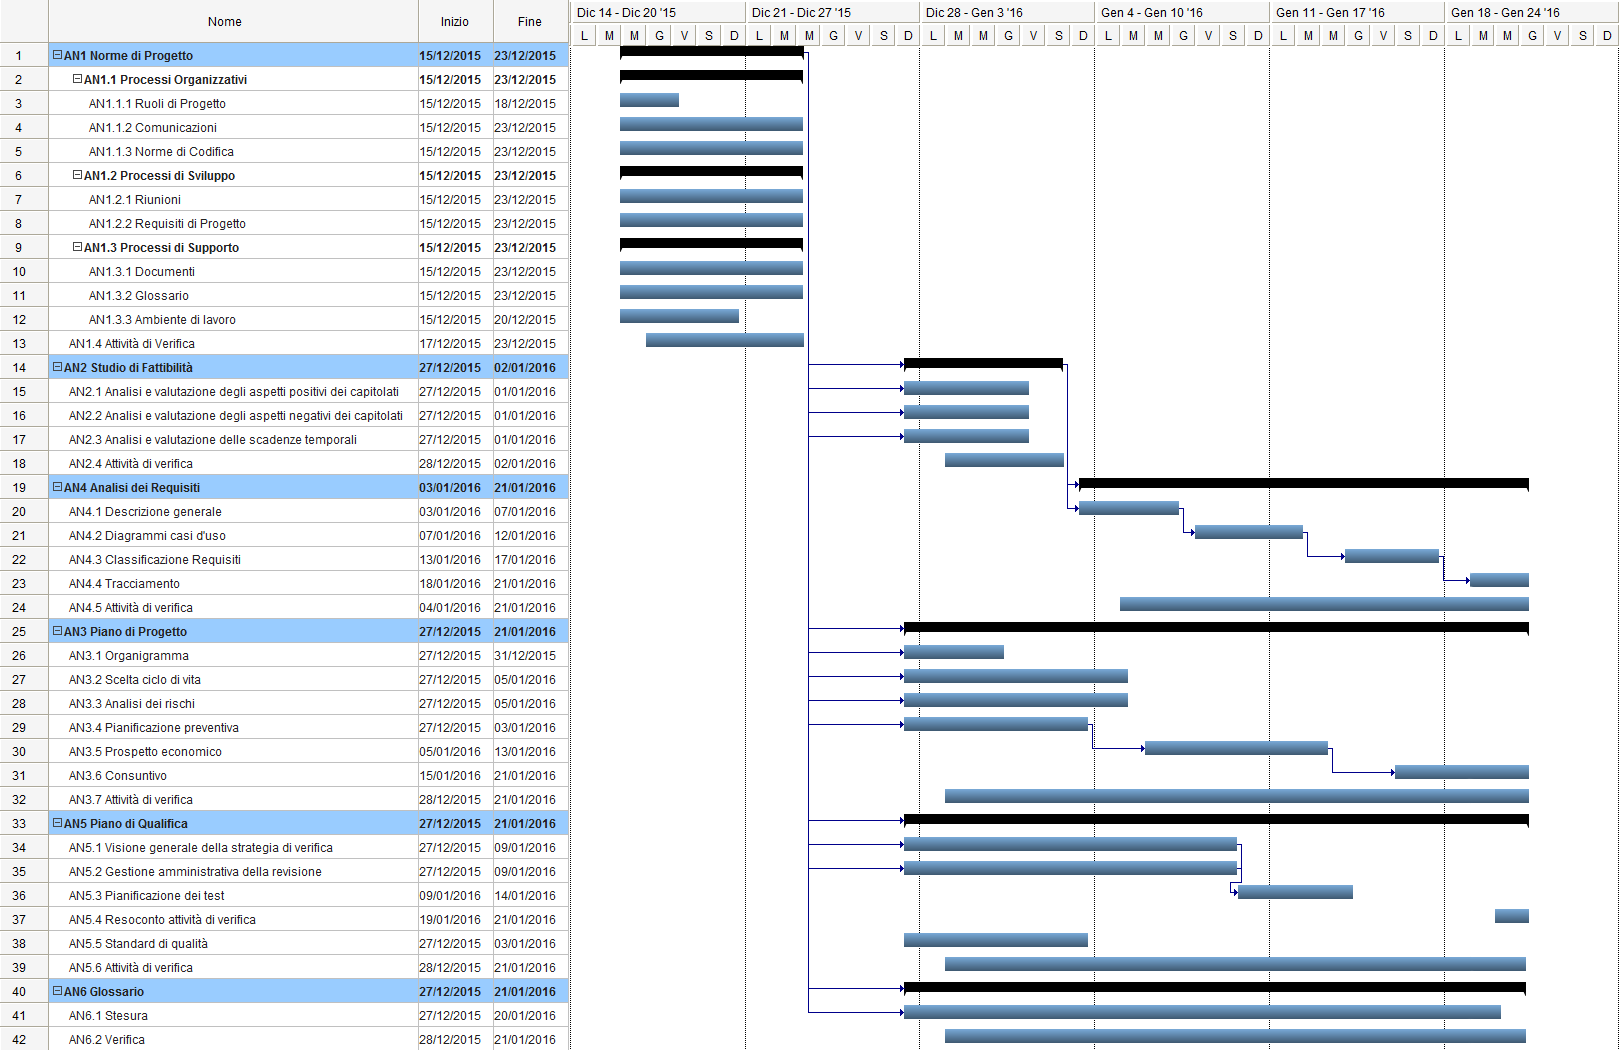 Nome Inizio Fine Dic 14 - Dic 20 '15 Dic 21 - Dic 27 '15 Dic 28 - Gen 3 '16 Gen 4 - Gen 10 '16 Gen 11 - Gen 17 '16 Gen 18 - Gen 24 '16
L M M G V S D L M M G V S D L M M G V S D L M M G V S D L M M G V S D L M M G V S D
1 AN1 Norme di Progetto 15/12/2015 23/12/2015
2 AN1.1 Processi Organizzativi 15/12/2015 23/12/2015
3 AN1.1.1 Ruoli di Progetto 15/12/2015 18/12/2015
4 AN1.1.2 Comunicazioni 15/12/2015 23/12/2015
5 AN1.1.3 Norme di Codifica 15/12/2015 23/12/2015
6 AN1.2 Processi di Sviluppo 15/12/2015 23/12/2015
7 AN1.2.1 Riunioni 15/12/2015 23/12/2015
8 AN1.2.2 Requisiti di Progetto 15/12/2015 23/12/2015
9 AN1.3 Processi di Supporto 15/12/2015 23/12/2015
10 AN1.3.1 Documenti 15/12/2015 23/12/2015
11 AN1.3.2 Glossario 15/12/2015 23/12/2015
12 AN1.3.3 Ambiente di lavoro 15/12/2015 20/12/2015
13 AN1.4 Attività di Verifica 17/12/2015 23/12/2015
14 AN2 Studio di Fattibilità 27/12/2015 02/01/2016
15 AN2.1 Analisi e valutazione degli aspetti positivi dei capitolati 27/12/2015 01/01/2016
16 AN2.2 Analisi e valutazione degli aspetti negativi dei capitolati 27/12/2015 01/01/2016
17 AN2.3 Analisi e valutazione delle scadenze temporali 27/12/2015 01/01/2016
18 AN2.4 Attività di verifica 28/12/2015 02/01/2016
19 AN4 Analisi dei Requisiti 03/01/2016 21/01/2016
20 AN4.1 Descrizione generale 03/01/2016 07/01/2016
21 AN4.2 Diagrammi casi d'uso 07/01/2016 12/01/2016
22 AN4.3 Classificazione Requisiti 13/01/2016 17/01/2016
23 AN4.4 Tracciamento 18/01/2016 21/01/2016
24 AN4.5 Attività di verifica 04/01/2016 21/01/2016
25 AN3 Piano di Progetto 27/12/2015 21/01/2016
26 AN3.1 Organigramma 27/12/2015 31/12/2015
27 AN3.2 Scelta ciclo di vita 27/12/2015 05/01/2016
28 AN3.3 Analisi dei rischi 27/12/2015 05/01/2016
29 AN3.4 Pianificazione preventiva 27/12/2015 03/01/2016
30 AN3.5 Prospetto economico 05/01/2016 13/01/2016
31 AN3.6 Consuntivo 15/01/2016 21/01/2016
32 AN3.7 Attività di verifica 28/12/2015 21/01/2016
33 AN5 Piano di Qualifica 27/12/2015 21/01/2016
34 AN5.1 Visione generale della strategia di verifica 27/12/2015 09/01/2016
35 AN5.2 Gestione amministrativa della revisione 27/12/2015 09/01/2016
36 AN5.3 Pianificazione dei test 09/01/2016 14/01/2016
37 AN5.4 Resoconto attività di verifica 19/01/2016 21/01/2016
38 AN5.5 Standard di qualità 27/12/2015 03/01/2016
39 AN5.6 Attività di verifica 28/12/2015 21/01/2016
40 AN6 Glossario 27/12/2015 21/01/2016
41 AN6.1 Stesura 27/12/2015 20/01/2016
42 AN6.2 Verifica 28/12/2015 21/01/2016